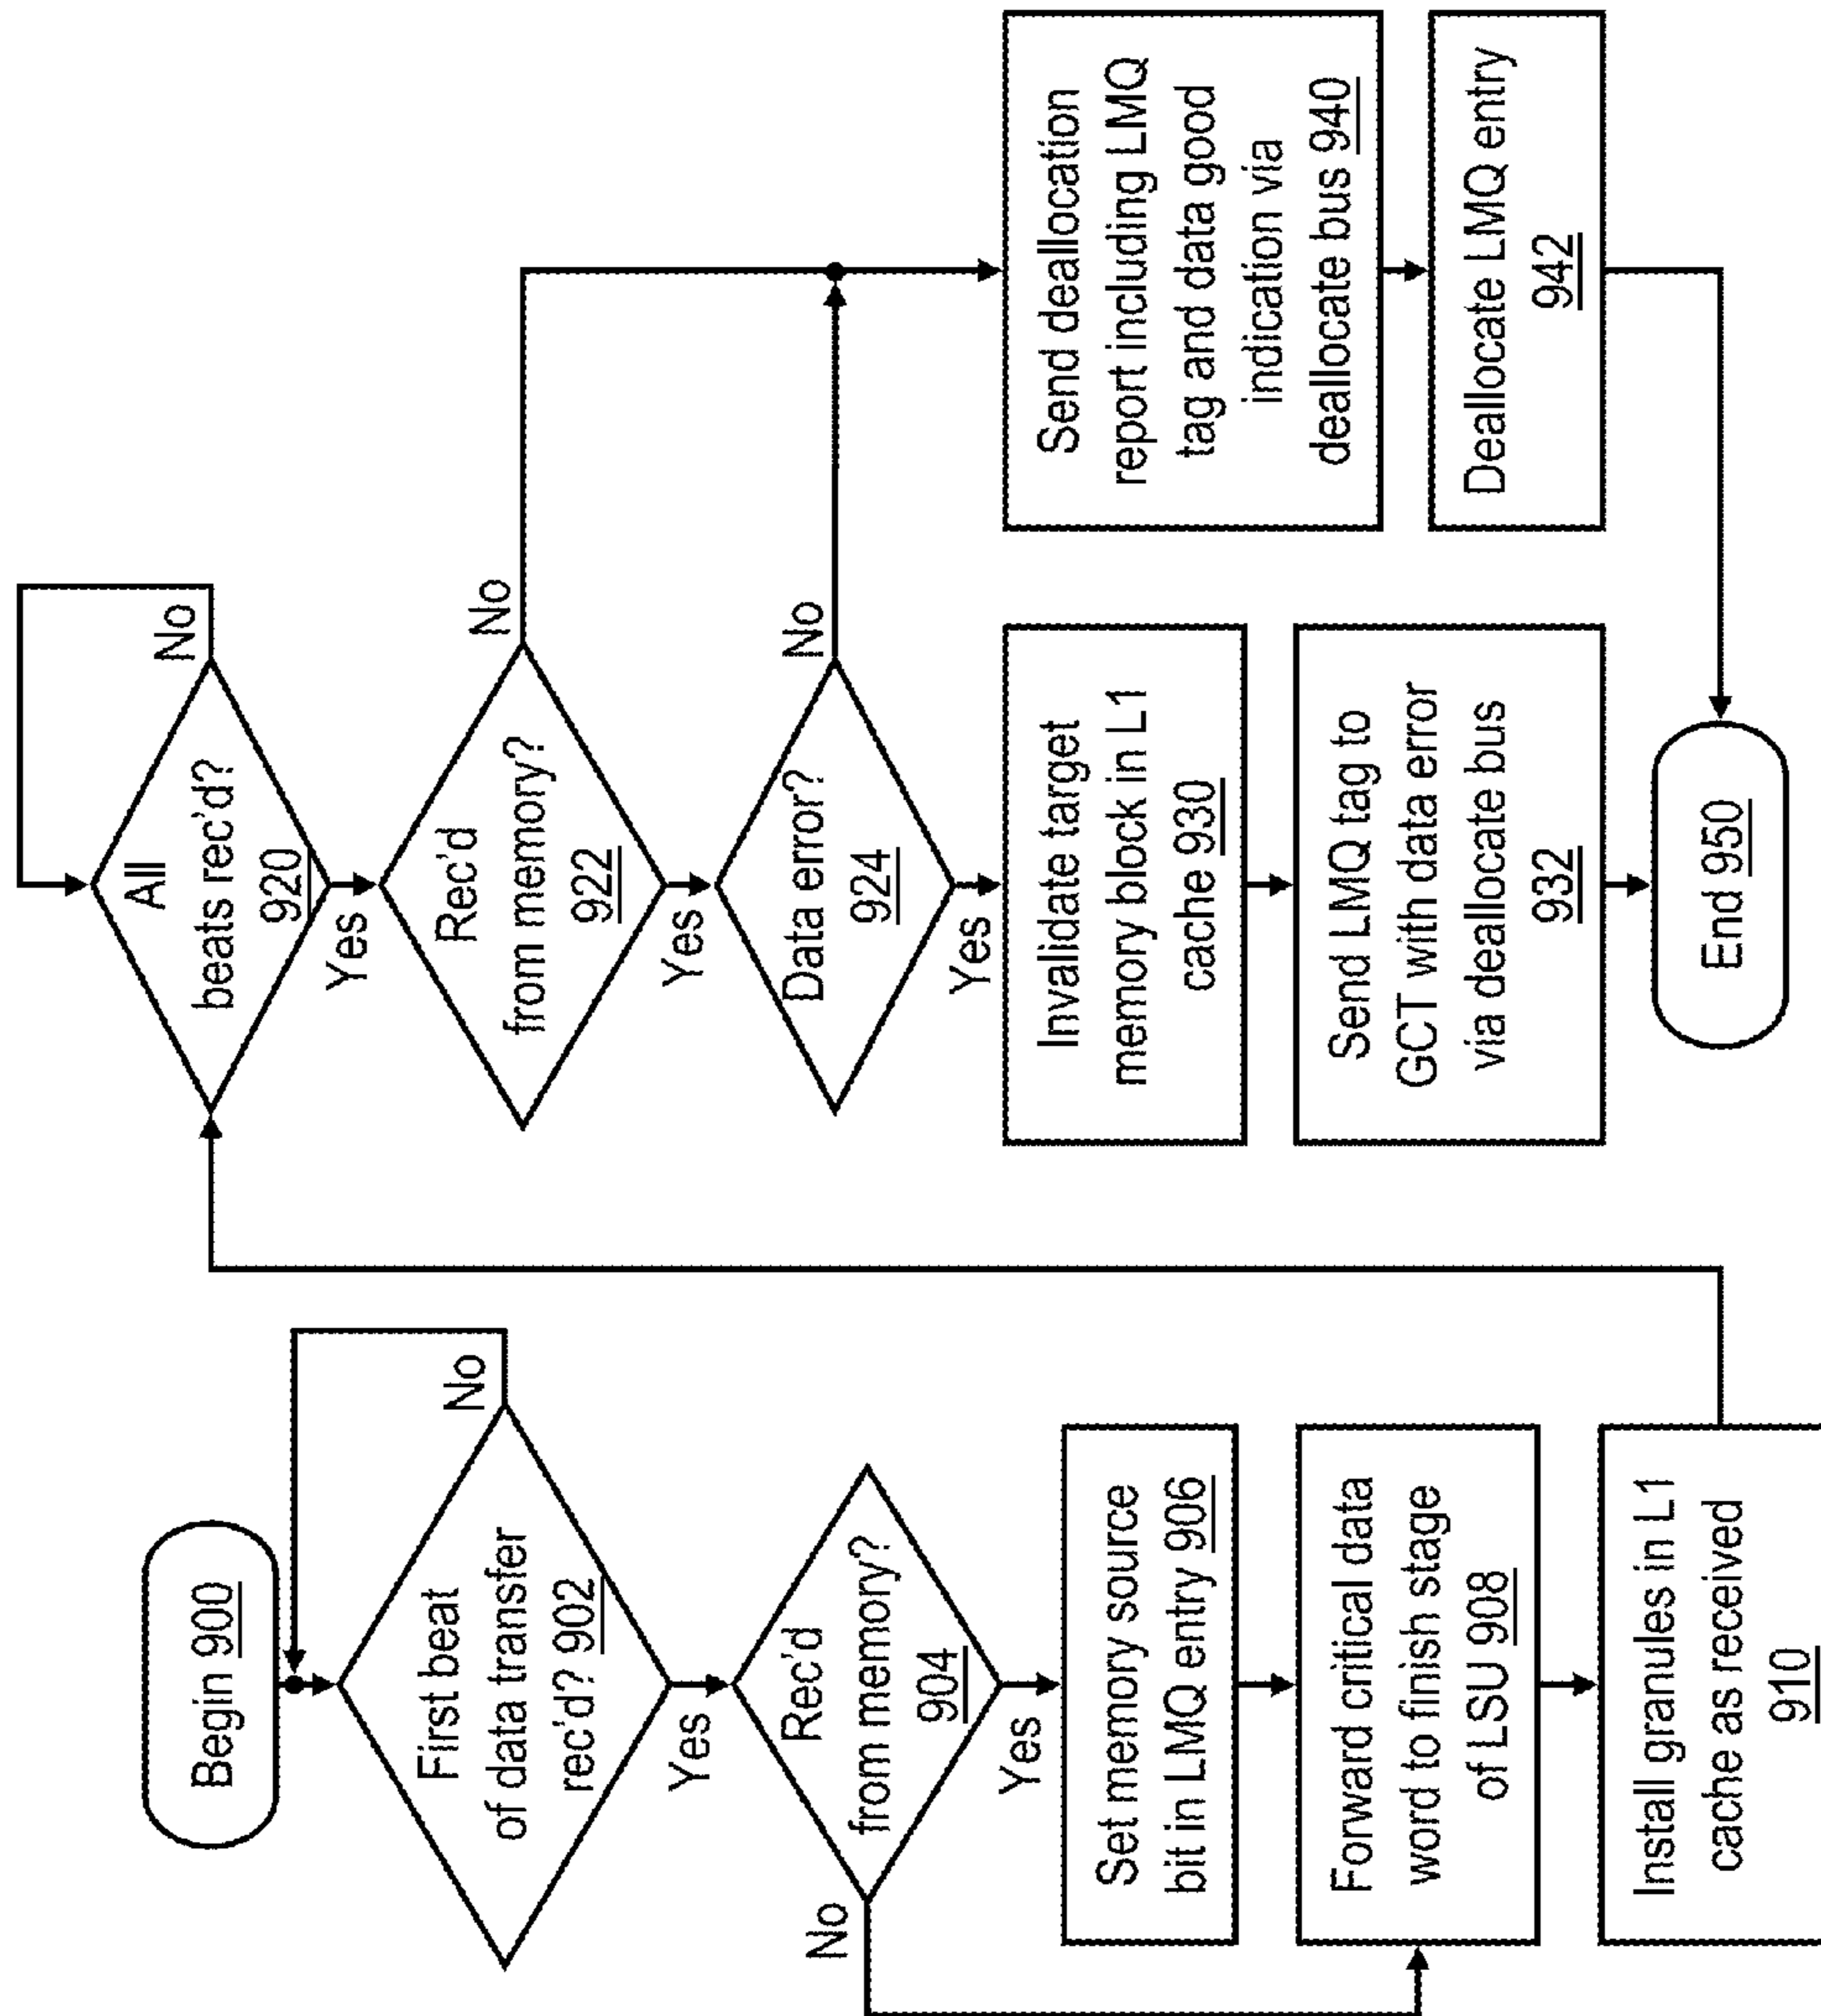 Begin 900
First beat
of data transfer
rec'd? 902
No
Yes
Rec'd
from memory?
904
No
Yes
Set memory source
bit in LMQ entry 906
Forward critical data
word to finish stage
of LSU 908
Install granules in L1
cache as received
910
All
beats rec'd?
920
No
Yes
Rec'd
from memory?
922
No
Yes
Data error?
924
No
Yes
Invalidate target
memory block in L1
cache 930
Send LMQ tag to
GCT with data error
via deallocate bus
932
Send deallocation
report including LMQ
tag and data good
indication via
deallocate bus 940
Deallocate LMQ entry
942
End 950